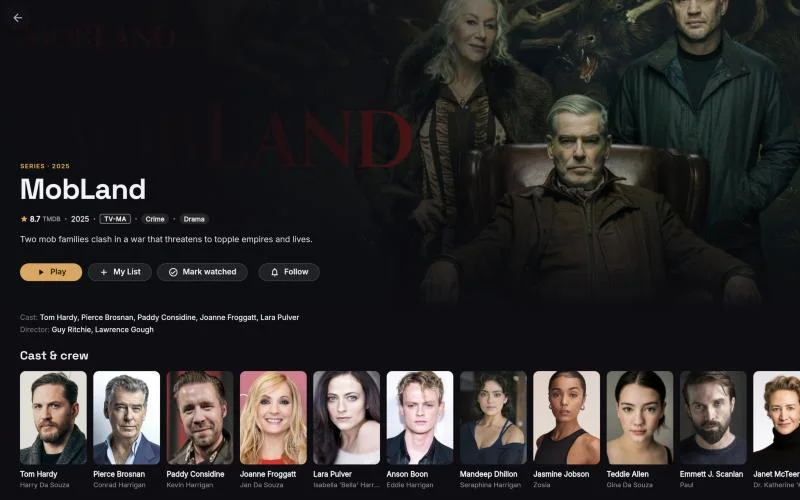 MOBLAND
LAND
SERIES · 2025
MobLand
8.7 TMDB · 2025 · TV-MA · Crime · Drama
Two mob families clash in a war that threatens to topple empires and lives.
Play
My List
Mark watched
Follow
Cast: Tom Hardy, Pierce Brosnan, Paddy Considine, Joanne Froggatt, Lara Pulver
Director: Guy Ritchie, Lawrence Gough
Cast & crew
Tom Hardy
Harry Da Souza
Pierce Brosnan
Conrad Harrigan
Paddy Considine
Kevin Harrigan
Joanne Froggatt
Jan Da Souza
Lara Pulver
Isabella 'Bella' Harr...
Anson Boon
Eddie Harrigan
Mandeep Dhillon
Seraphina Harrigan
Jasmine Jobson
Zosia
Teddie Allen
Gina Da Souza
Emmett J. Scanlan
Paul
Janet McTeer
Dr. Katherine